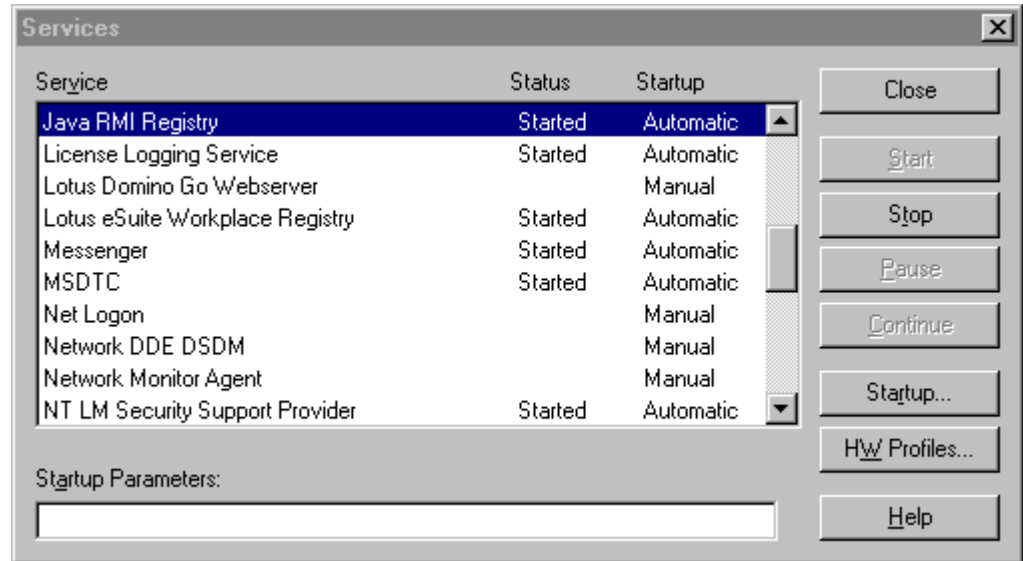 Services
Service Status Startup
Java RMI Registry Started Automatic
License Logging Service Started Automatic
Lotus Domino Go Webserver Manual
Lotus eSuite Workplace Registry Started Automatic
Messenger Started Automatic
MSDTC Started Automatic
Net Logon Manual
Network DDE DSDM Manual
Network Monitor Agent Manual
NT LM Security Support Provider Started Automatic
Startup Parameters:
Close
Start
Stop
Pause
Continue
Startup...
HW Profiles...
Help